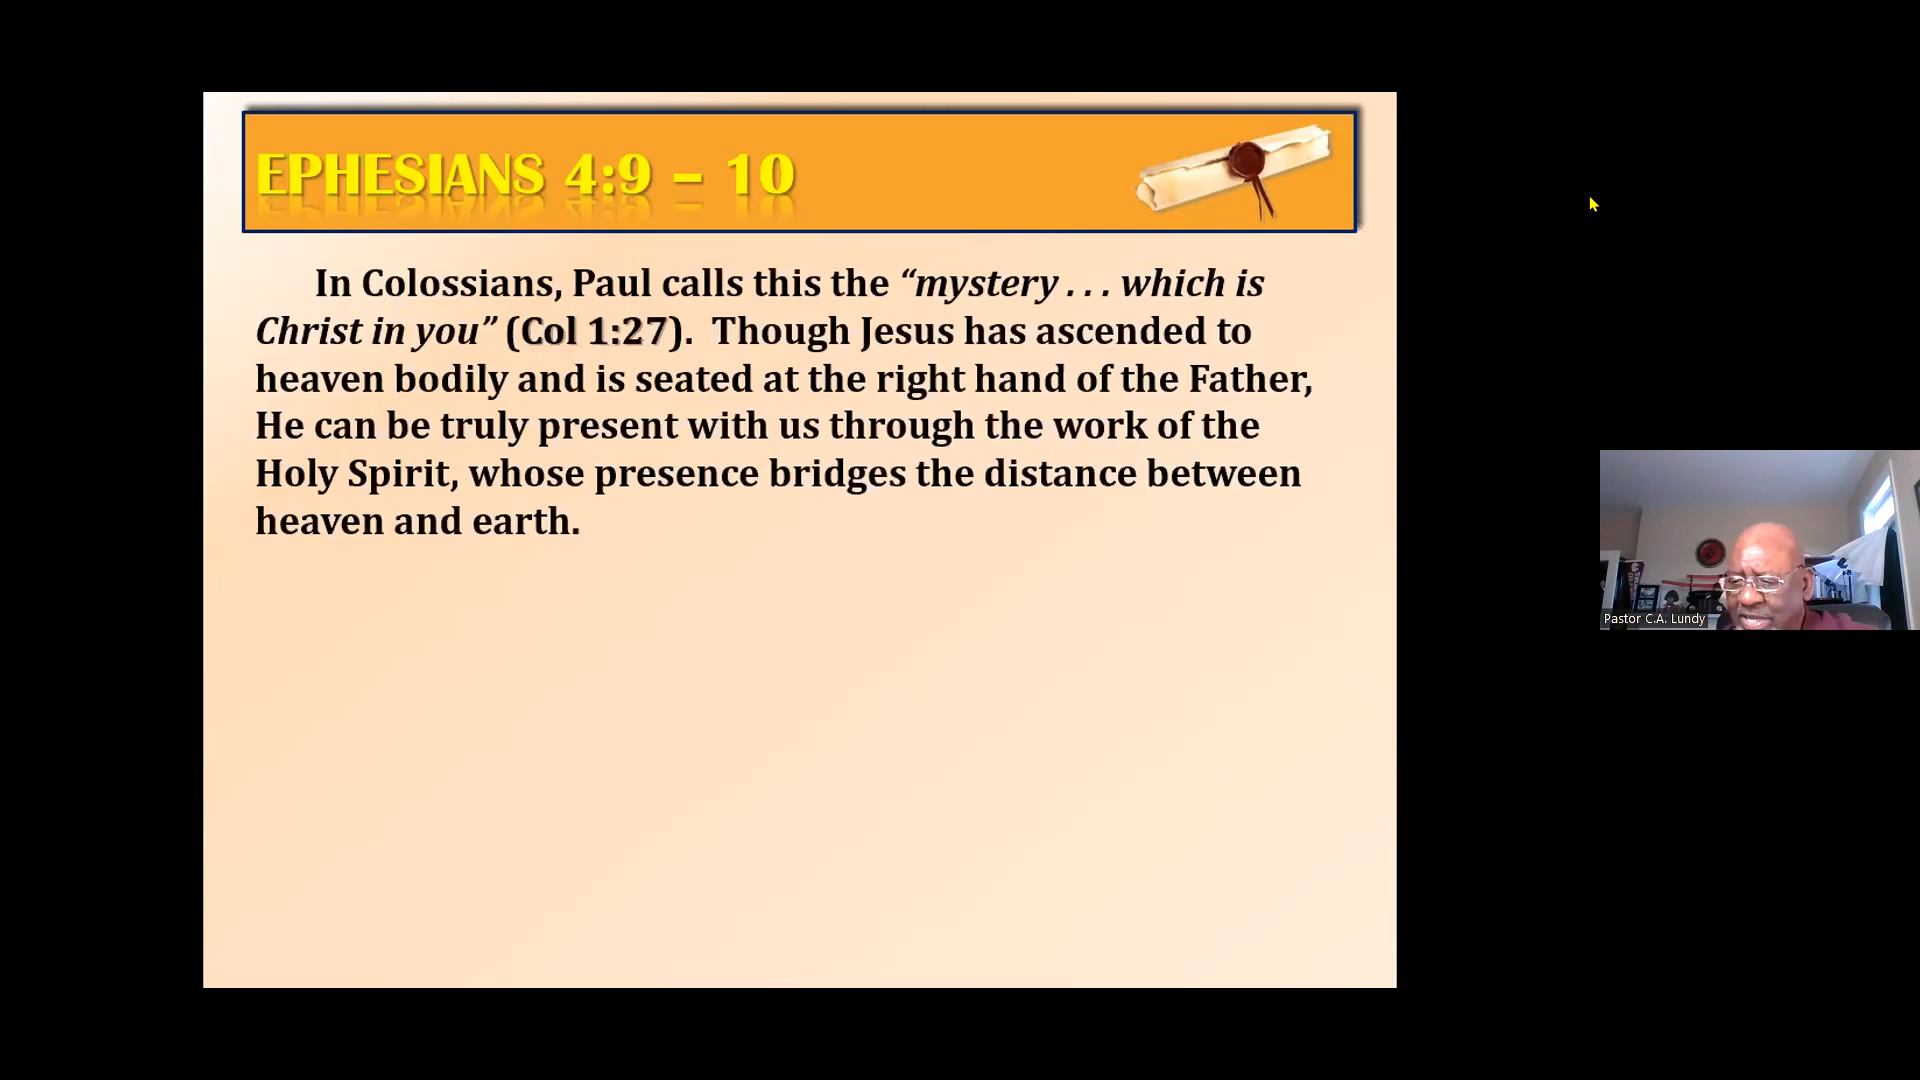 EPHESIANS 4:9 – 10
In Colossians, Paul calls this the “mystery . . . which is
Christ in you” (Col 1:27).  Though Jesus has ascended to
heaven bodily and is seated at the right hand of the Father,
He can be truly present with us through the work of the
Holy Spirit, whose presence bridges the distance between
heaven and earth.
Pastor C.A. Lundy